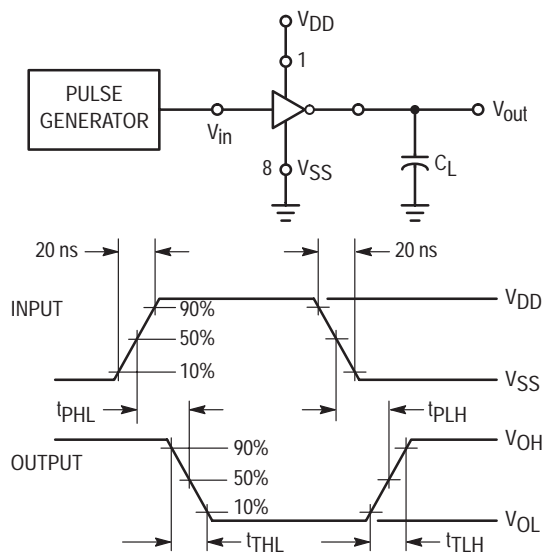 VDD
1
PULSE
GENERATOR
Vin
Vout
8
VSS
CL
20 ns
20 ns
INPUT
90%
50%
10%
VDD
VSS
tPHL
tPLH
OUTPUT
90%
50%
10%
VOH
VOL
tTHL
tTLH